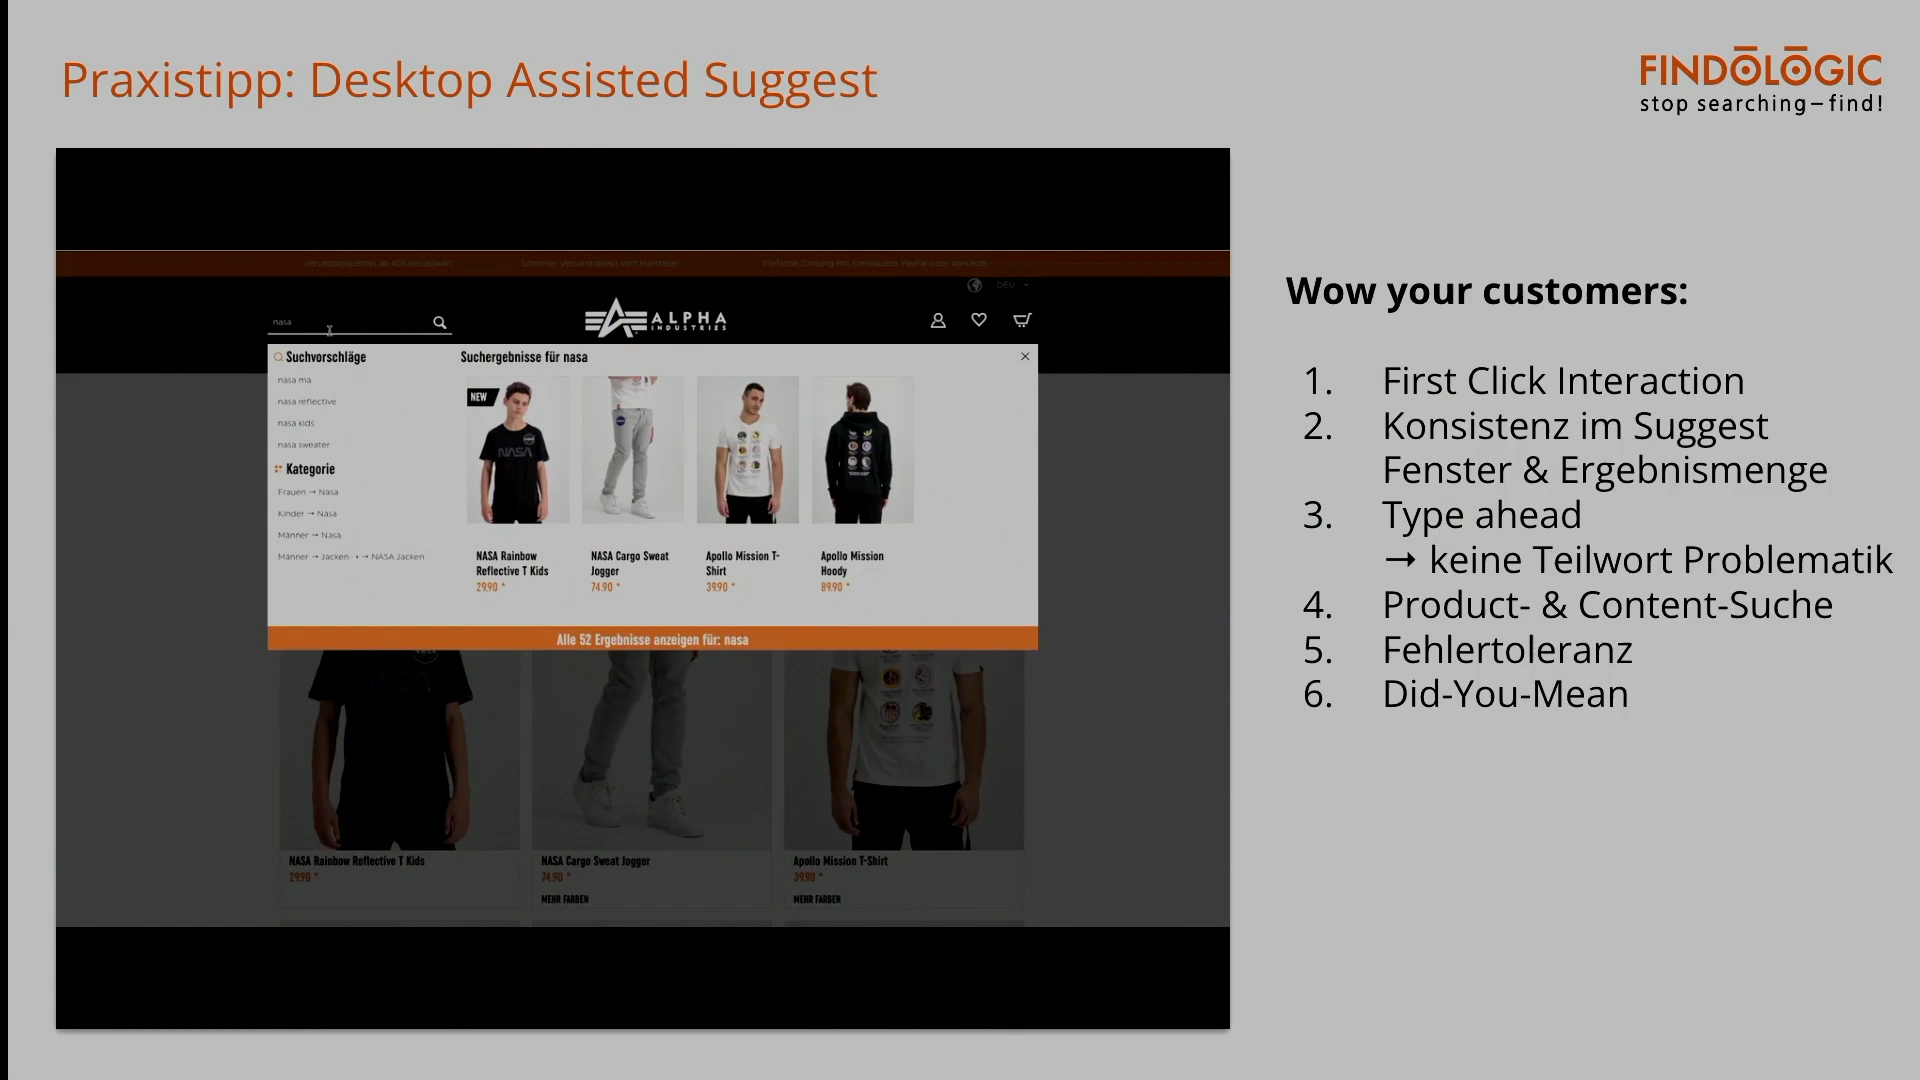 Praxistipp: Desktop Assisted Suggest
FINDOLOGIC
stop searching–find!
DEU
nasa
ALPHA
INDUSTRIES
Suchvorschläge
nasa ma
nasa reflective
nasa kids
nasa sweater
Kategorie
Frauen → Nasa
Kinder → Nasa
Männer → Nasa
Männer → Jacken • → NASA Jacken
Suchergebnisse für nasa
NEW
NASA
NASA Rainbow
Reflective T Kids
29.90 *
NASA Cargo Sweat
Jogger
74.90 *
Apollo Mission T-
Shirt
39.90 *
Apollo Mission
Hoody
89.90 *
Alle 52 Ergebnisse anzeigen für: nasa
NASA Rainbow Reflective T Kids
29.90 *
NASA Cargo Sweat Jogger
74.90 *
MEHR FARBEN
Apollo Mission T-Shirt
39.90 *
MEHR FARBEN
Wow your customers:
1. First Click Interaction
2. Konsistenz im Suggest
Fenster & Ergebnismenge
3. Type ahead
→ keine Teilwort Problematik
4. Product- & Content-Suche
5. Fehlertoleranz
6. Did-You-Mean